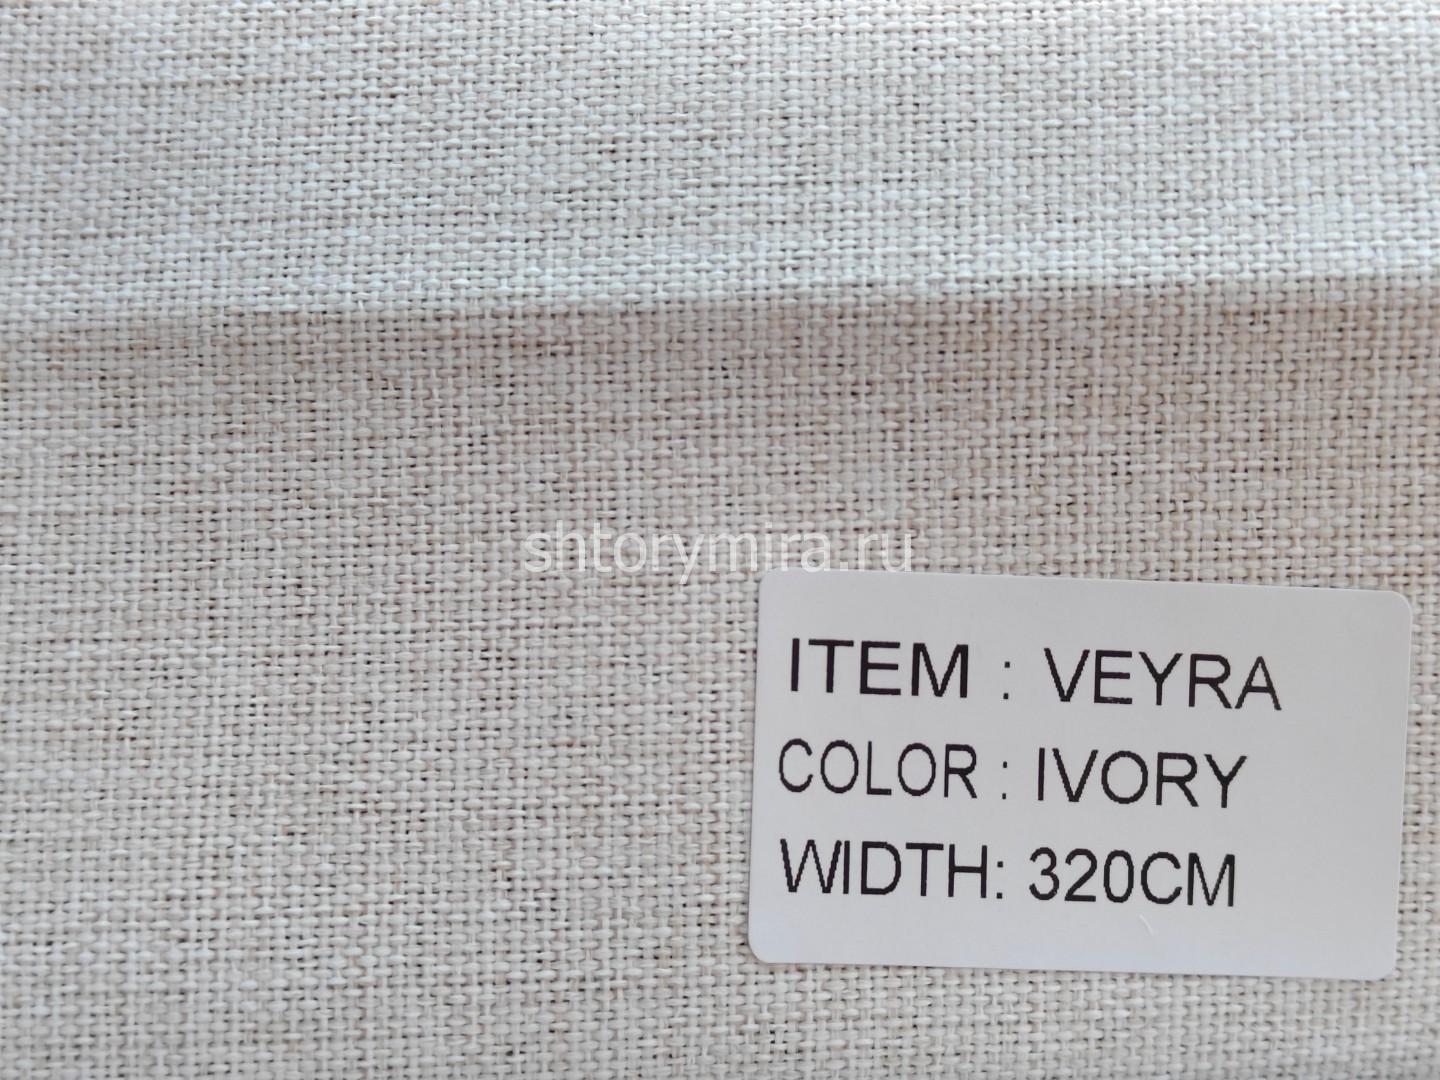 shtorymira.ru
ITEM : VEYRA
COLOR : IVORY
WIDTH: 320CM